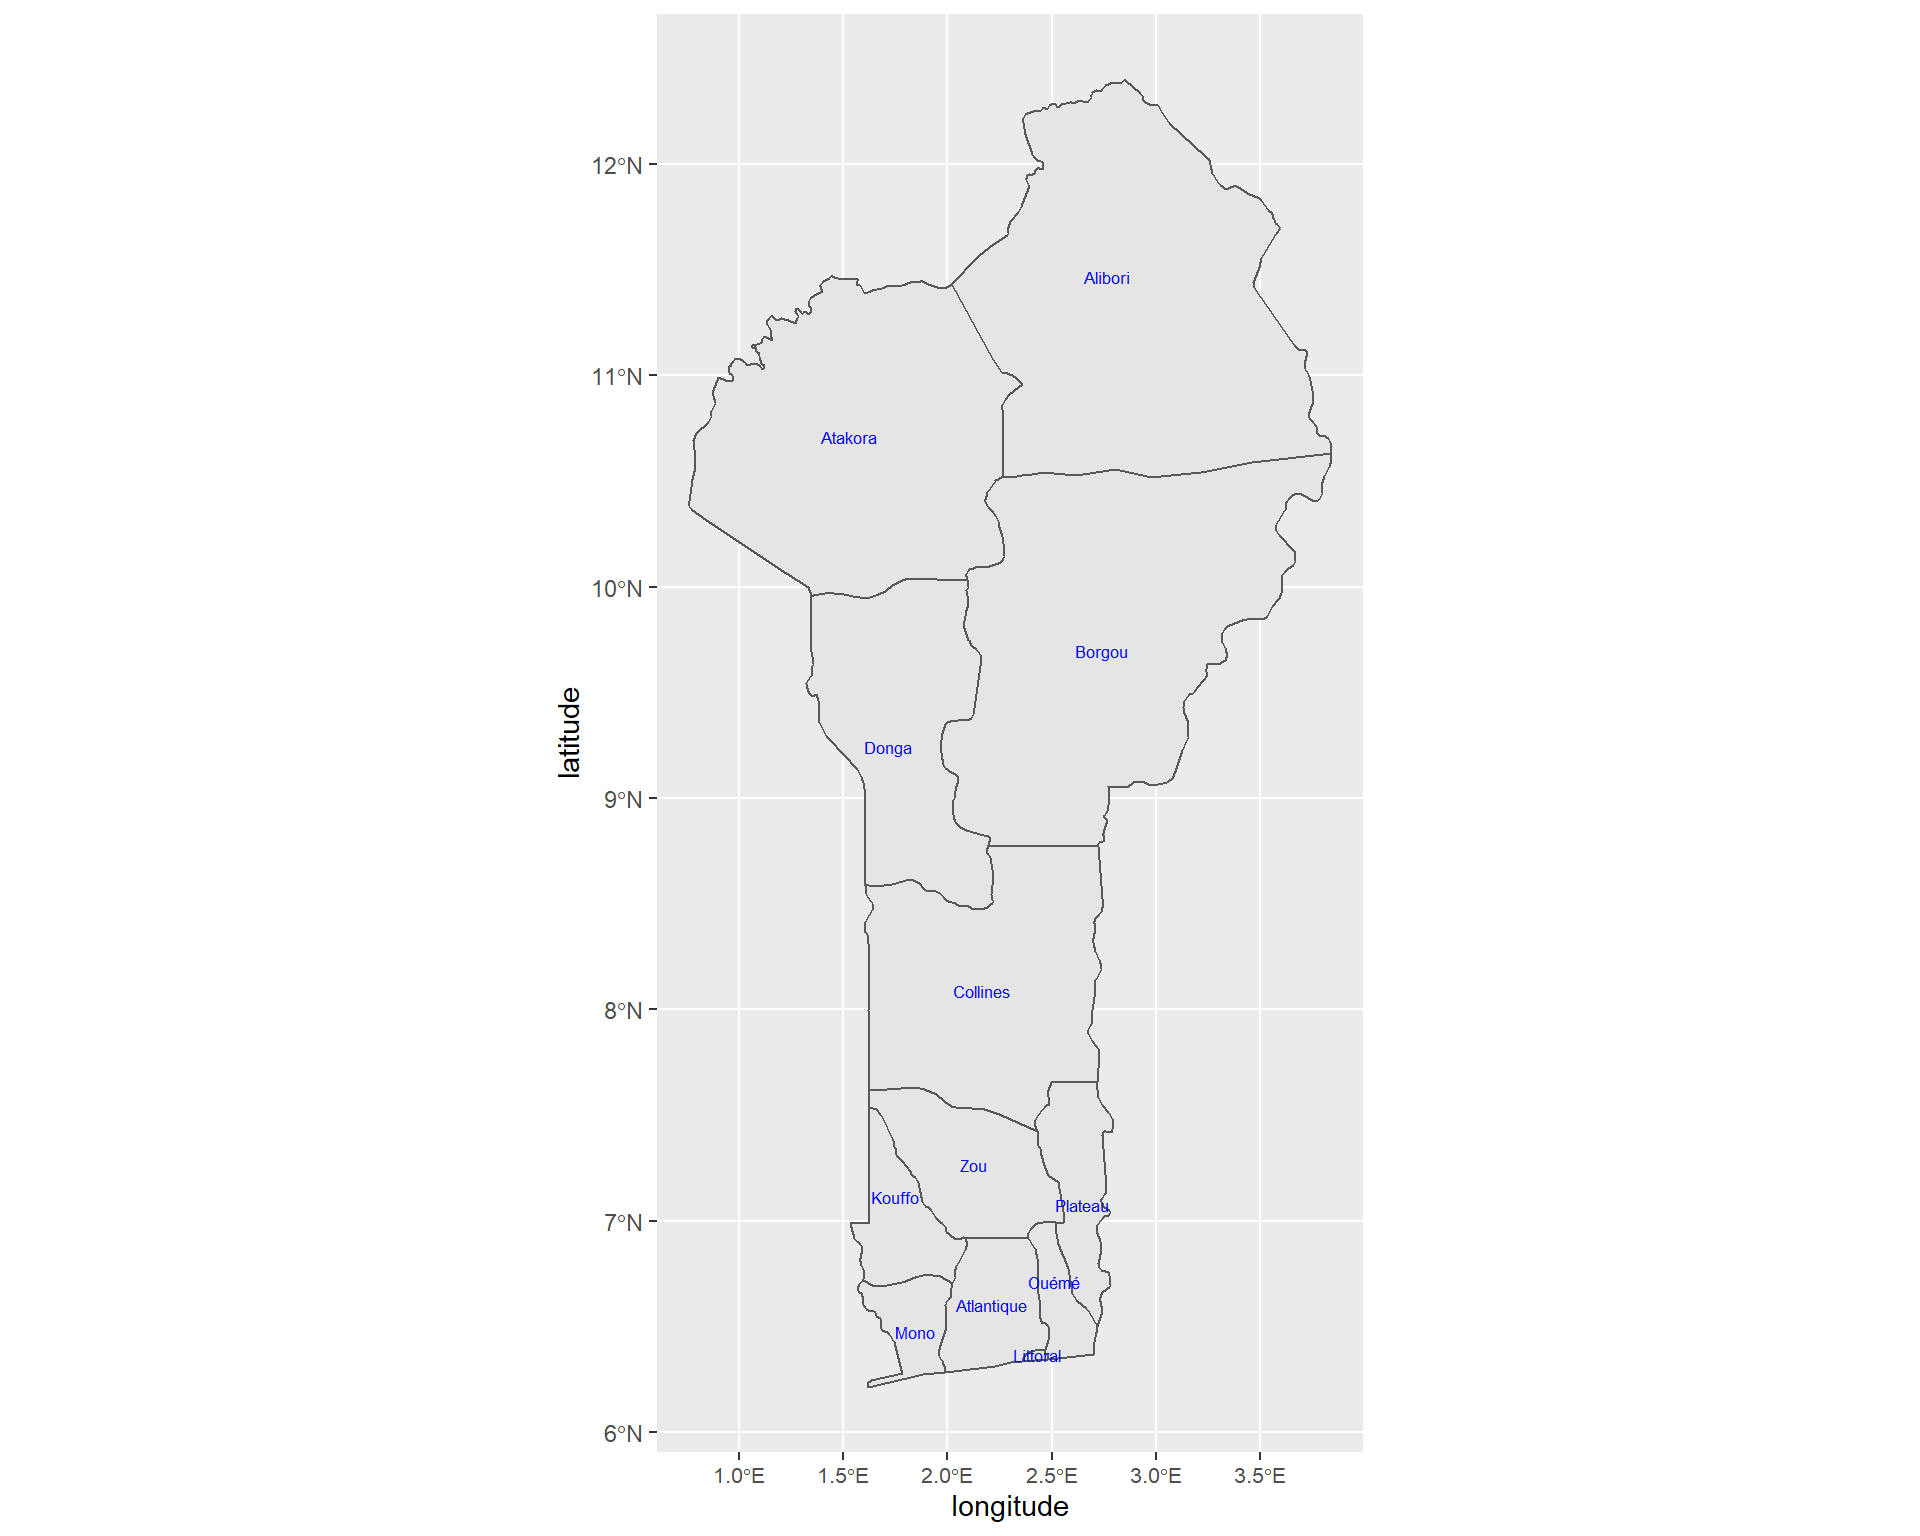 12°N
Alibori
11°N
Atakora
10°N
Borgou
Donga
9°N
Collines
8°N
Zou
Kouffo
Plateau
7°N
Ouémé
Atlantique
Mono
Littoral
6°N
latitude
1.0°E 1.5°E 2.0°E 2.5°E 3.0°E 3.5°E
longitude